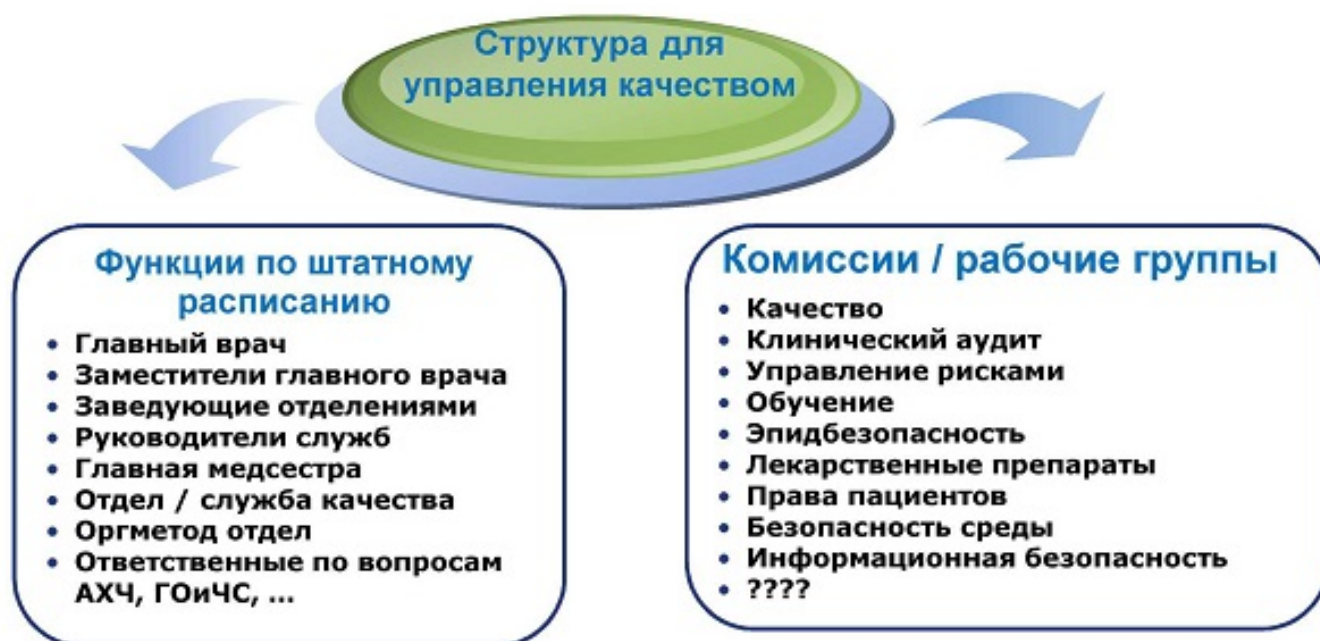 Структура для
управления качеством
Функции по штатному
расписанию
• Главный врач
• Заместители главного врача
• Заведующие отделениями
• Руководители служб
• Главная медсестра
• Отдел / служба качества
• Оргметод отдел
• Ответственные по вопросам
АХЧ, ГОиЧС, ...
Комиссии / рабочие группы
• Качество
• Клинический аудит
• Управление рисками
• Обучение
• Эпидбезопасность
• Лекарственные препараты
• Права пациентов
• Безопасность среды
• Информационная безопасность
• ????